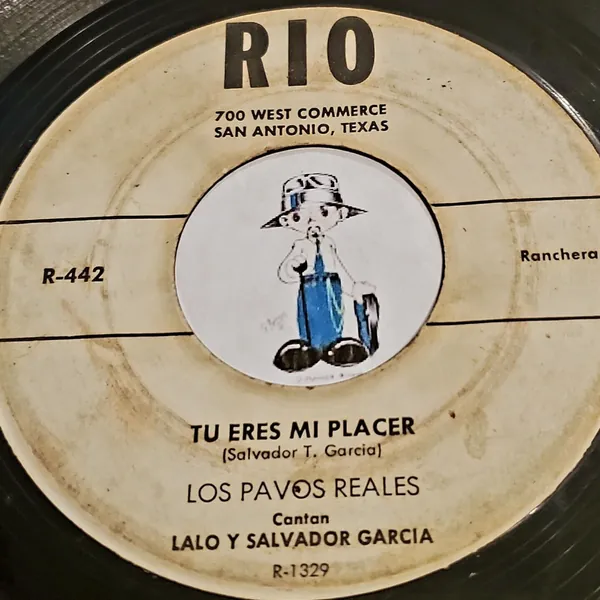 RIO
700 WEST COMMERCE
SAN ANTONIO, TEXAS
R-442
Ranchera
TU ERES MI PLACER
(Salvador T. Garcia)
LOS PAVOS REALES
Cantan
LALO Y SALVADOR GARCIA
R-1329